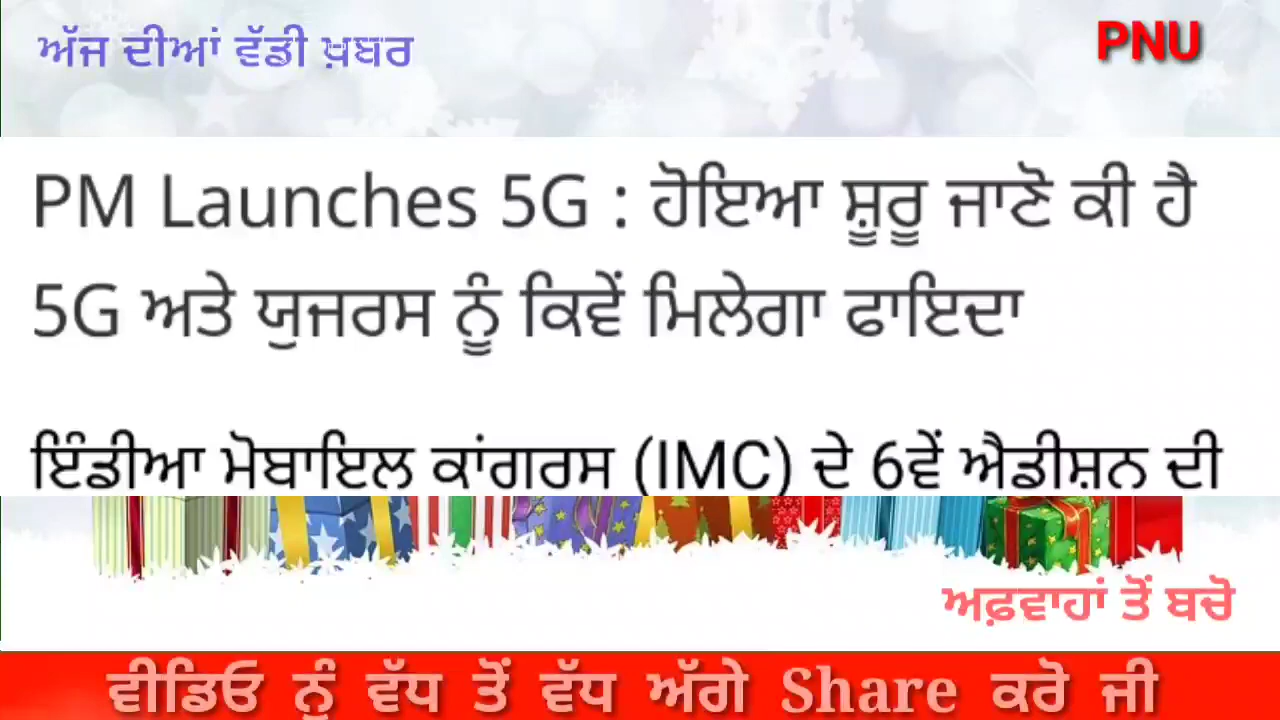 ਅੱਜ ਦੀਆਂ ਵੱਡੀ ਖ਼ਬਰ
PNU
PM Launches 5G : ਹੋਇਆ ਸ਼ੂਰੂ ਜਾਣੋ ਕੀ ਹੈ
5G ਅਤੇ ਯੁਜਰਸ ਨੂੰ ਕਿਵੇਂ ਮਿਲੇਗਾ ਫਾਇਦਾ
ਇੰਡੀਆ ਮੋਬਾਇਲ ਕਾਂਗਰਸ (IMC) ਦੇ 6ਵੇਂ ਐਡੀਸ਼ਨ ਦੀ
ਅਫ਼ਵਾਹਾਂ ਤੋਂ ਬਚੋ
ਵੀਡਿਓ ਨੂੰ ਵੱਧ ਤੋਂ ਵੱਧ ਅੱਗੇ Share ਕਰੋ ਜੀ